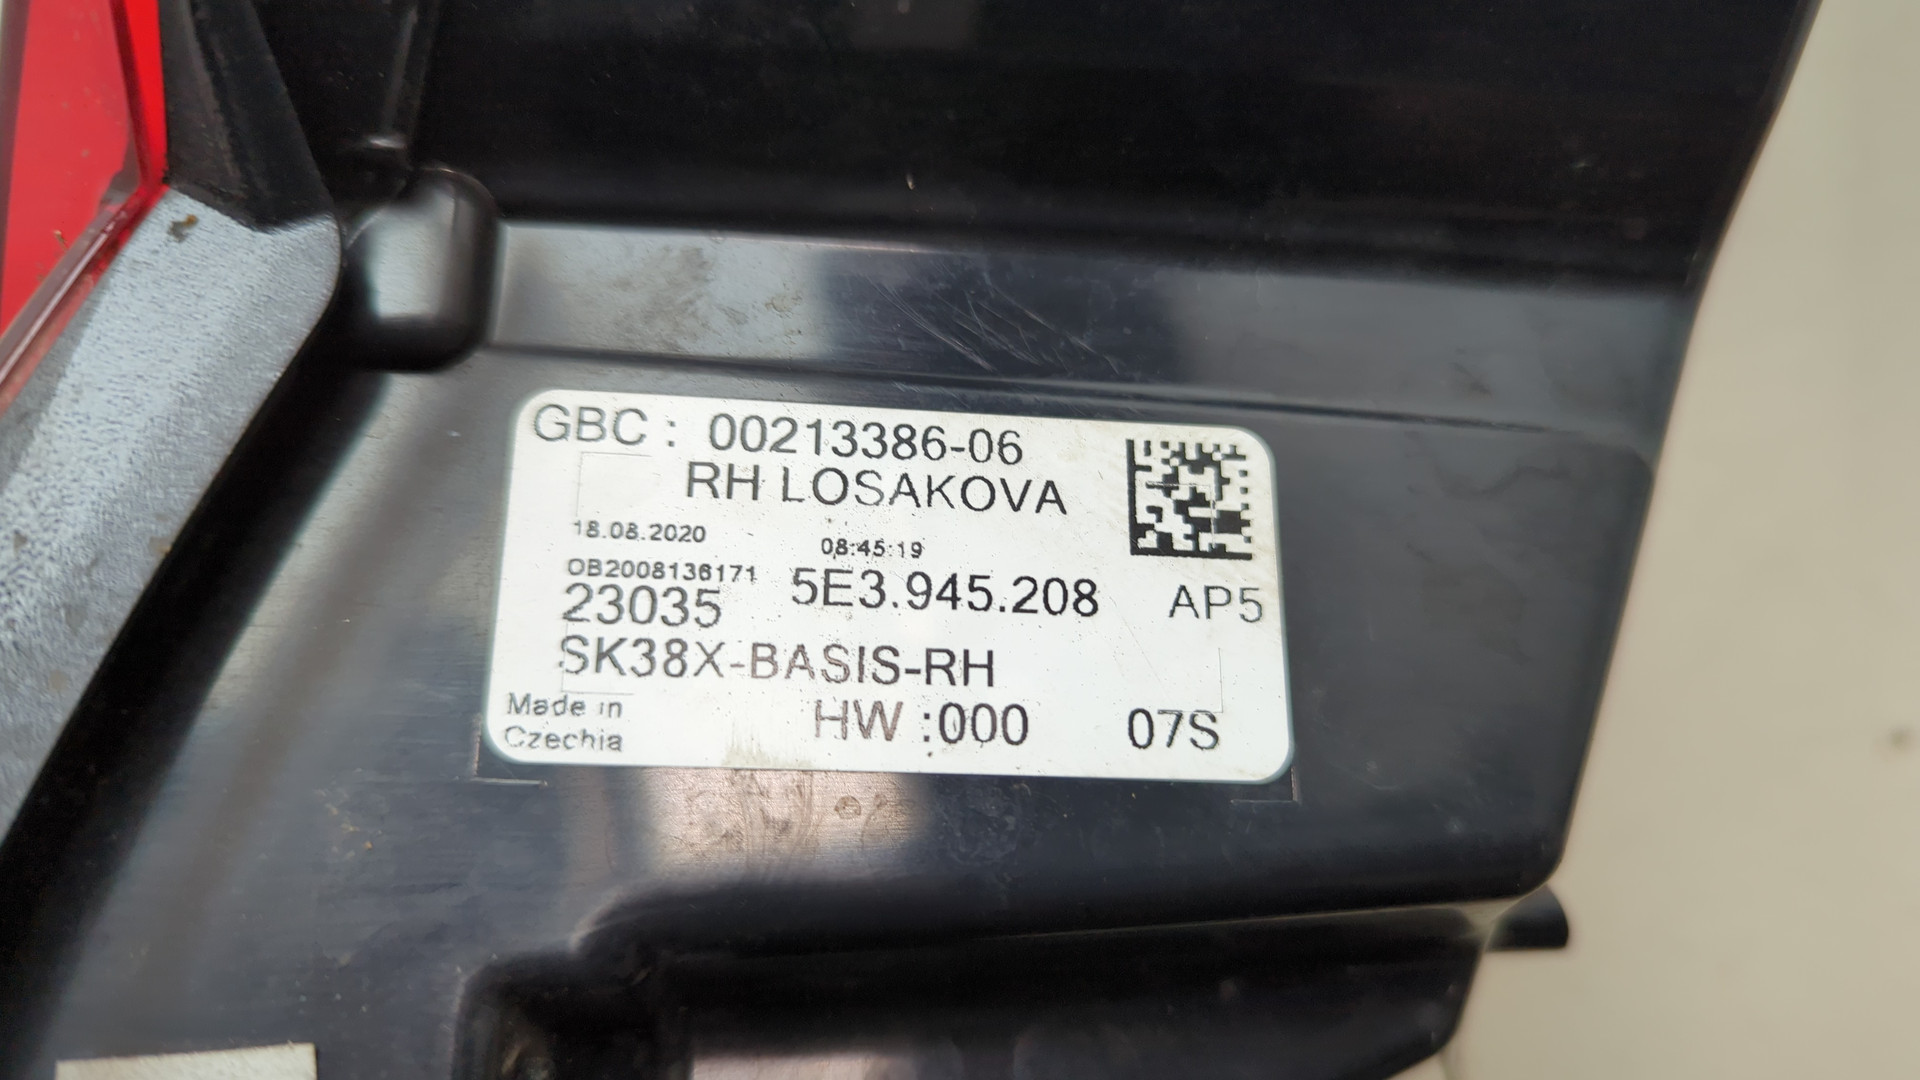 GBC : 00213386-06
RH LOSAKOVA
18.08.2020 08:45:19
OB2008136171
23035 5E3.945.208 AP5
SK38X-BASIS-RH
Made in
Czechia
HW :000 07S